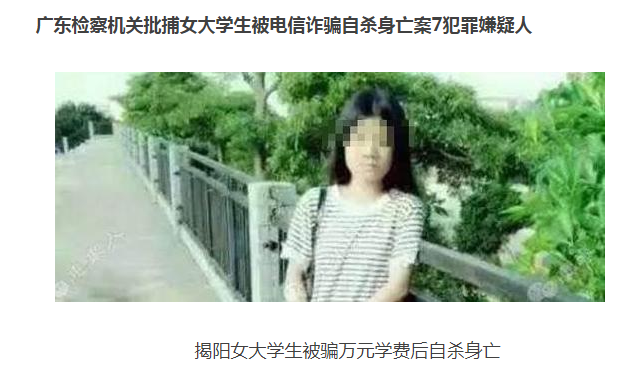 广东检察机关批捕女大学生被电信诈骗自杀身亡案7犯罪嫌疑人
揭阳女大学生被骗万元学费后自杀身亡